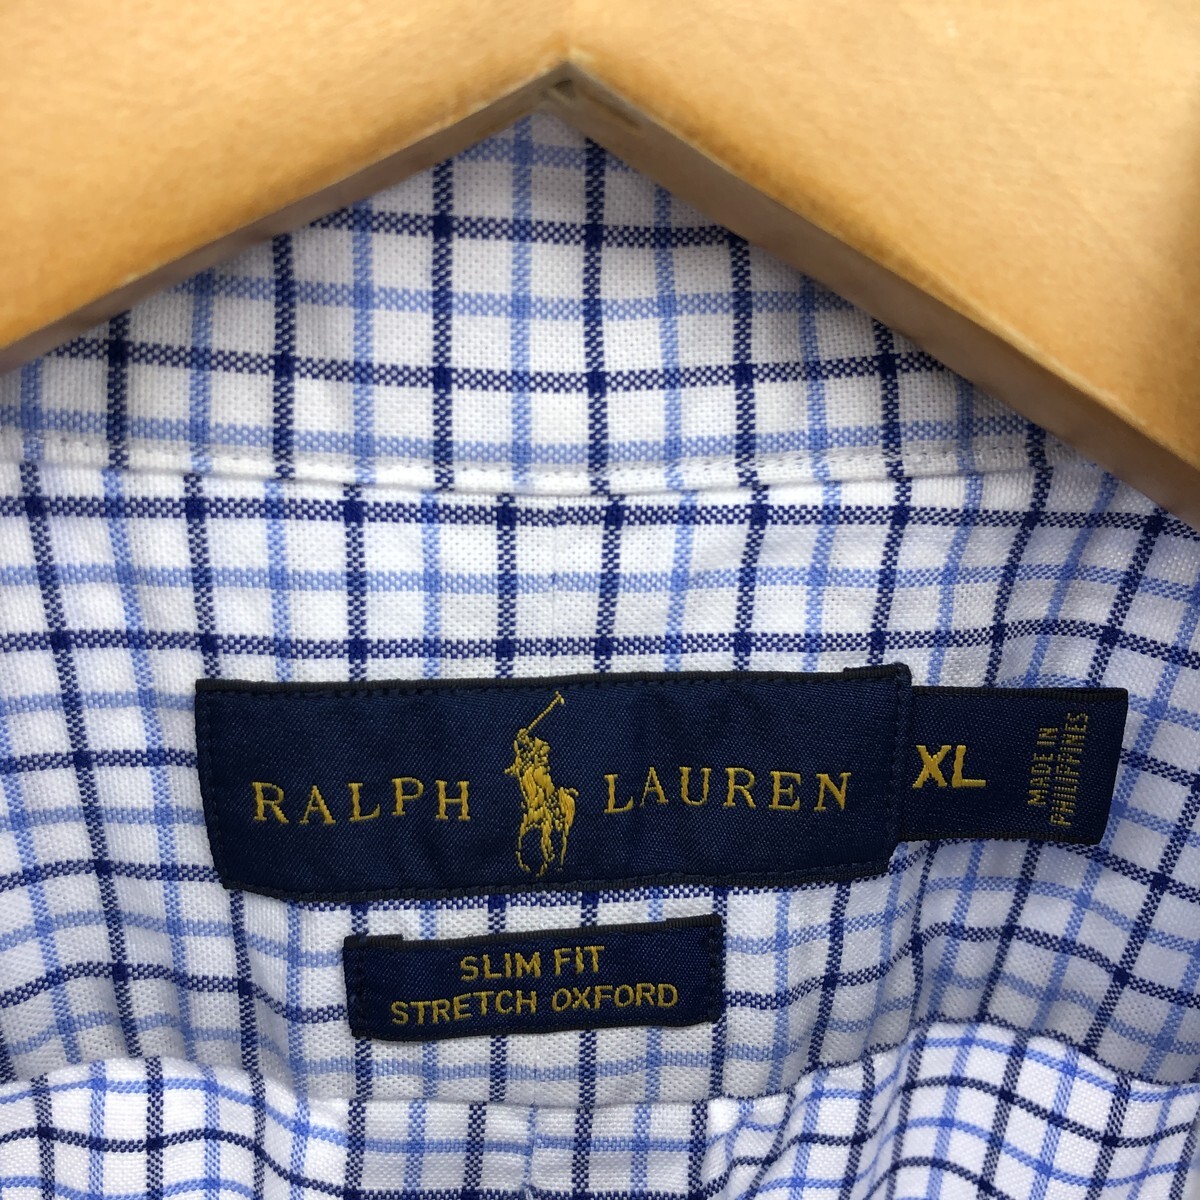 RALPH LAUREN
XL
MADE IN
PHILIPPINES
SLIM FIT
STRETCH OXFORD